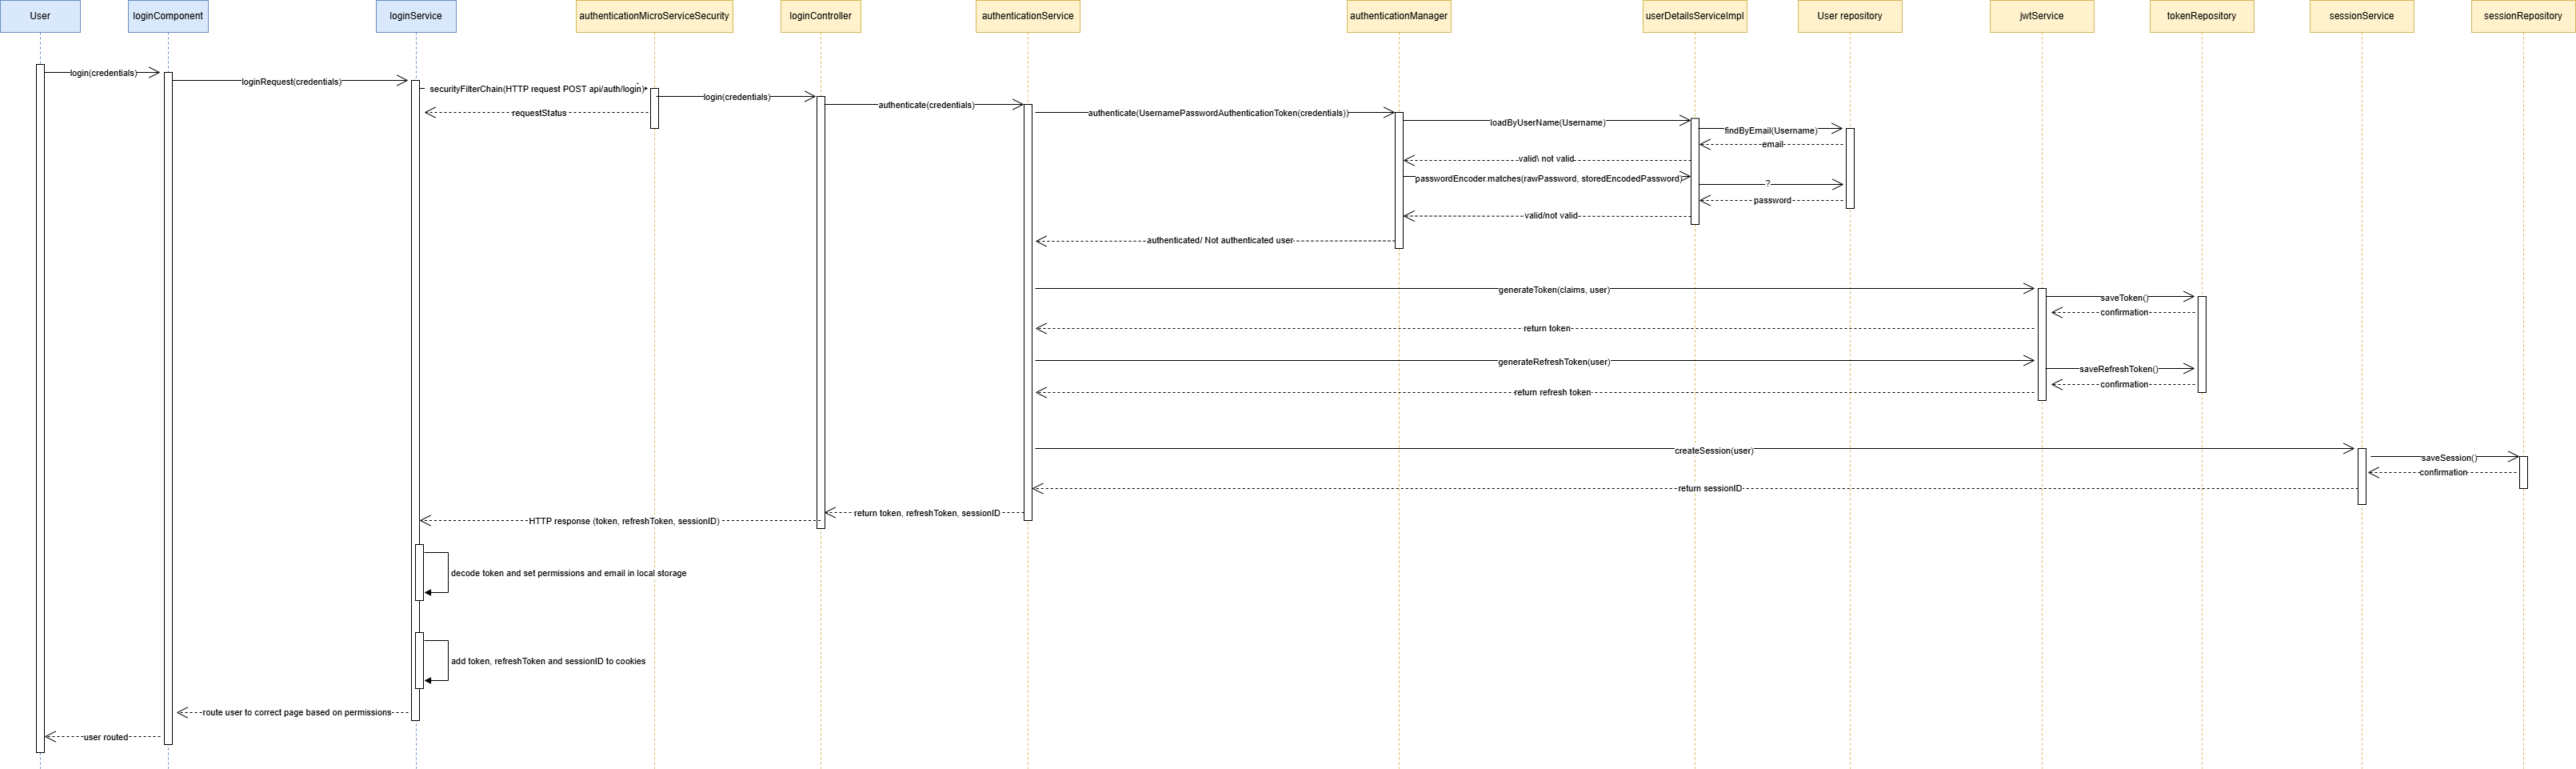 User
loginComponent
loginService
authenticationMicroServiceSecurity
loginController
authenticationService
authenticationManager
userDetailsServiceImpl
User repository
jwtService
tokenRepository
sessionService
sessionRepository
login(credentials)
loginRequest(credentials)
securityFilterChain(HTTP request POST api/auth/login)
login(credentials)
authenticate(credentials)
requestStatus
authenticate(UsernamePasswordAuthenticationToken(credentials))
loadByUserName(Username)
findByEmail(Username)
email
valid\ not valid
passwordEncoder.matches(rawPassword, storedEncodedPassword)
?
password
valid/not valid
authenticated/ Not authenticated user
generateToken(claims, user)
saveToken()
confirmation
return token
generateRefreshToken(user)
saveRefreshToken()
confirmation
return refresh token
createSession(user)
saveSession()
confirmation
return sessionID
return token, refreshToken, sessionID
HTTP response (token, refreshToken, sessionID)
decode token and set permissions and email in local storage
add token, refreshToken and sessionID to cookies
route user to correct page based on permissions
user routed